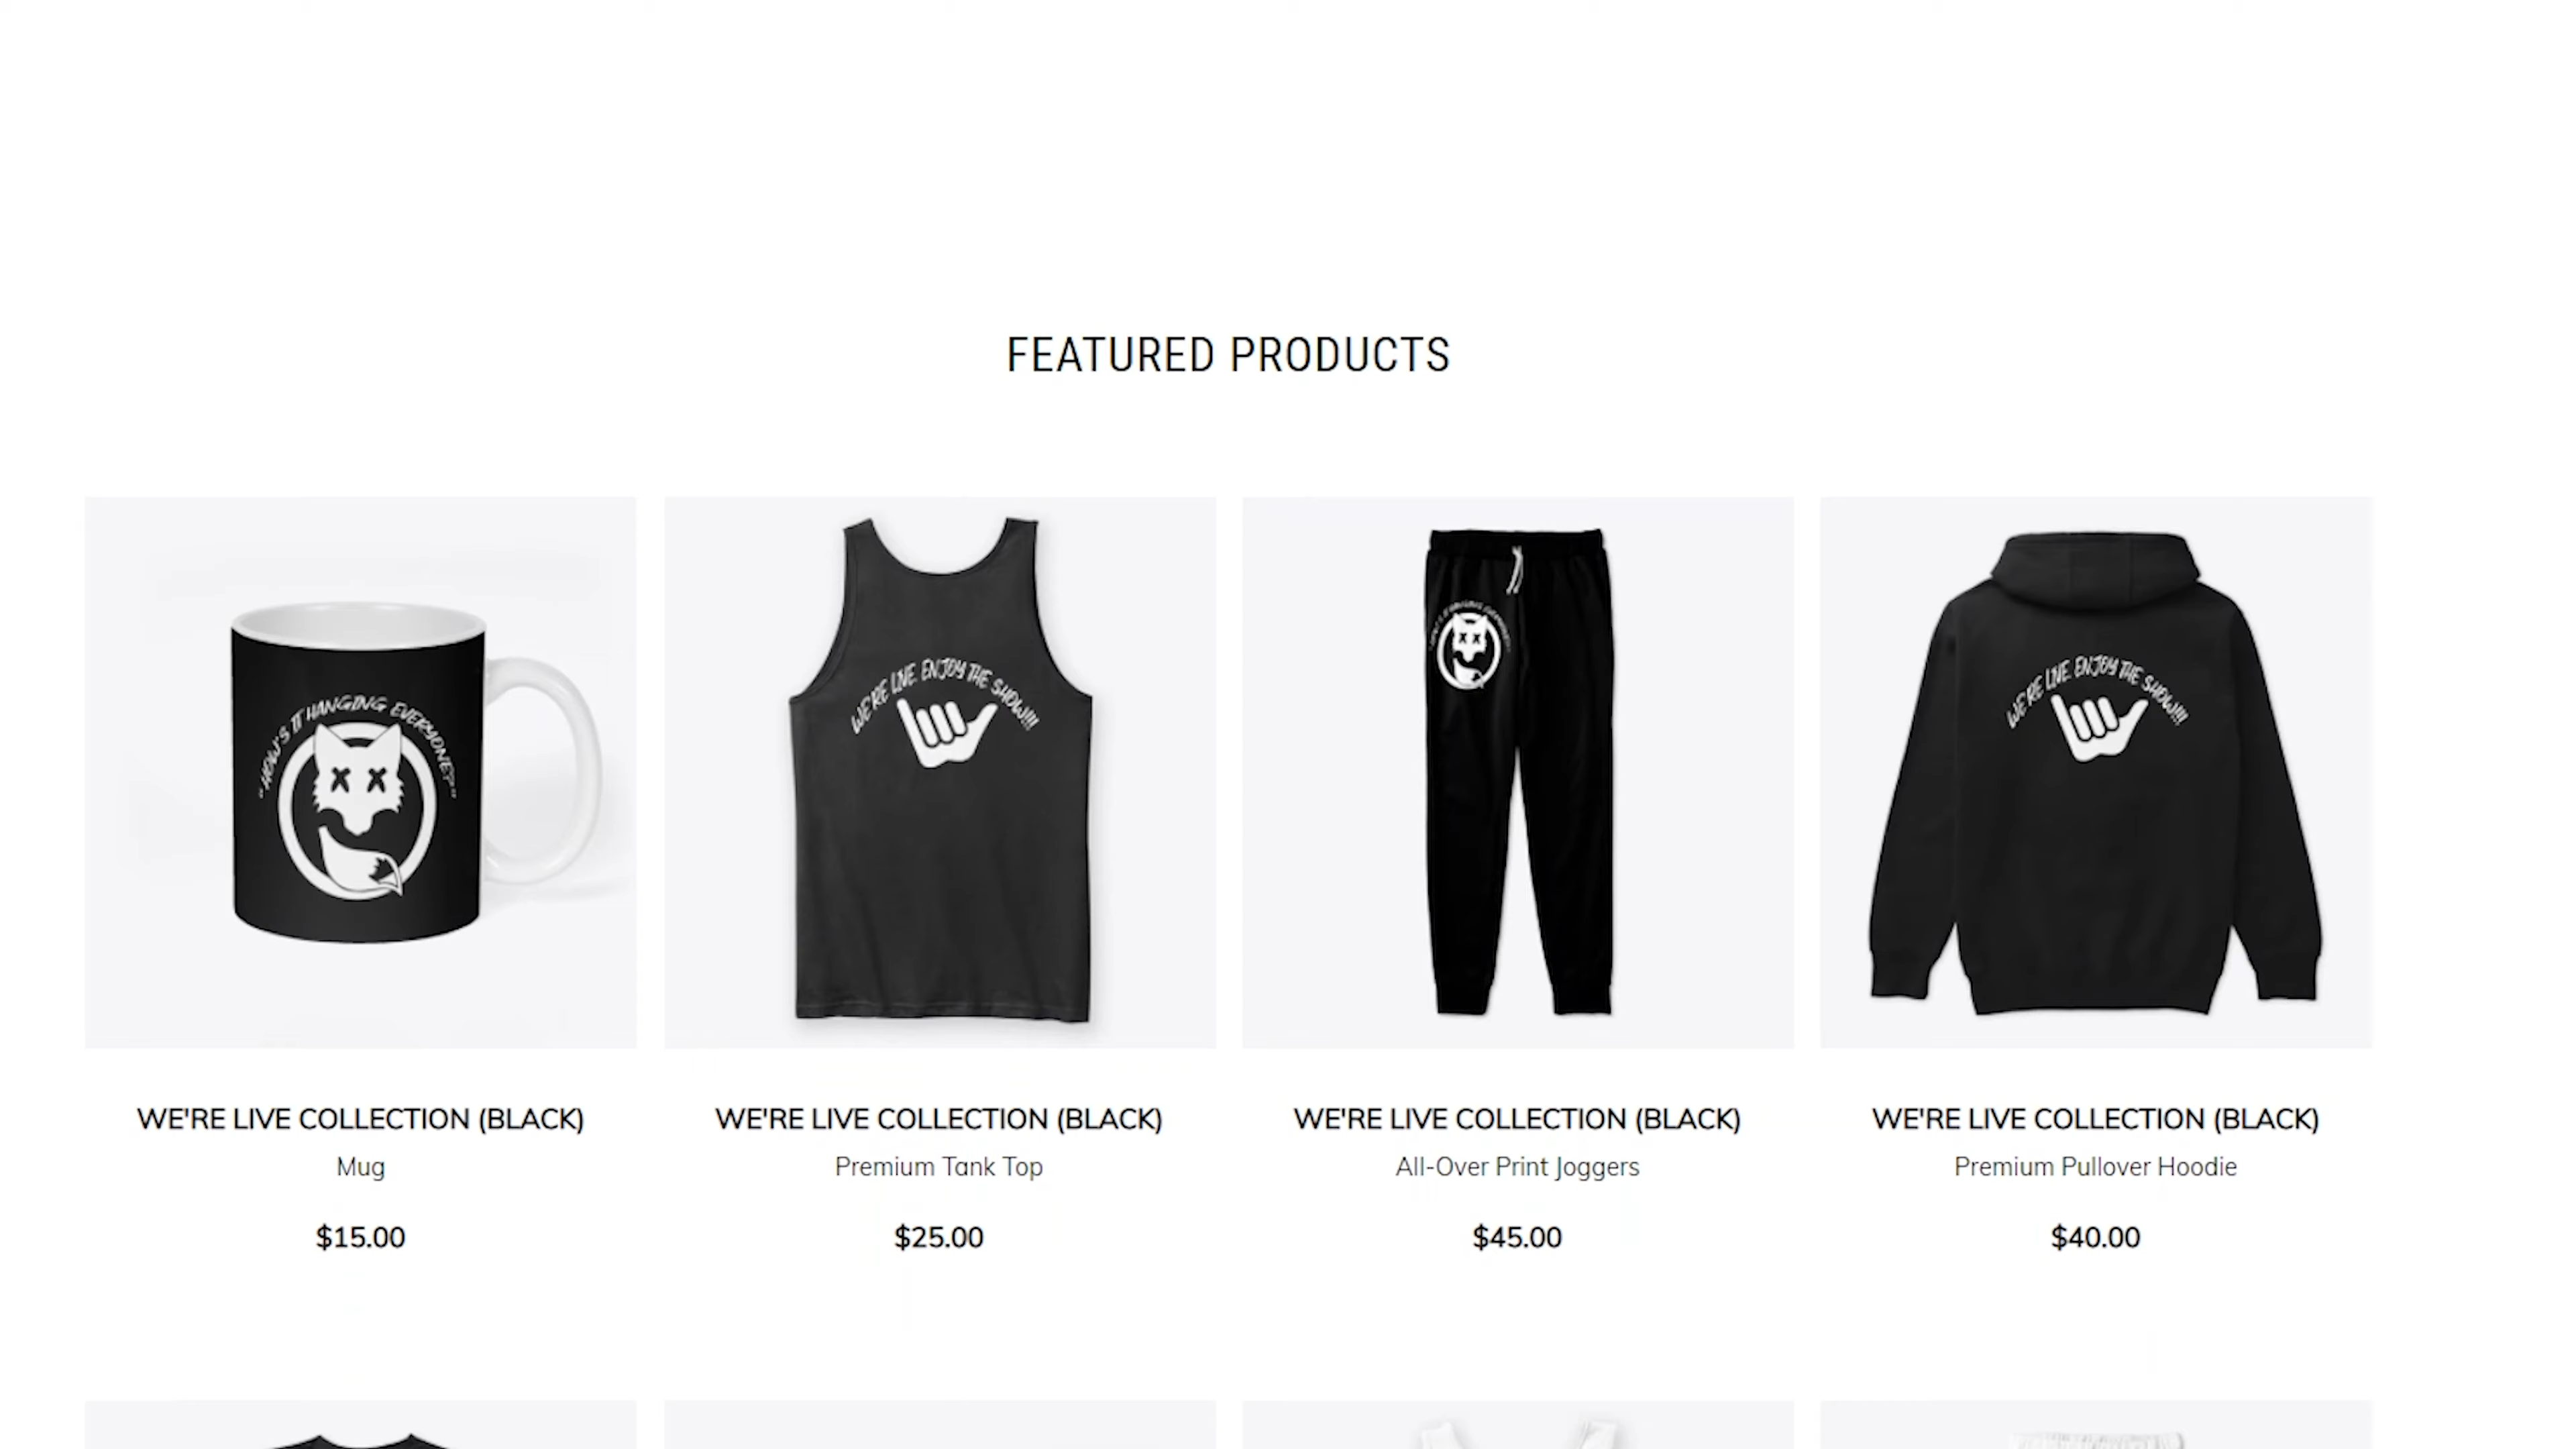 FEATURED PRODUCTS
"HOW'S IT HANGING EVERYONE?"
WE'RE LIVE. ENJOY THE SHOW!!!
WE'RE LIVE. ENJOY THE SHOW!!!
WE'RE LIVE COLLECTION (BLACK)
Mug
$15.00
WE'RE LIVE COLLECTION (BLACK)
Premium Tank Top
$25.00
WE'RE LIVE COLLECTION (BLACK)
All-Over Print Joggers
$45.00
WE'RE LIVE COLLECTION (BLACK)
Premium Pullover Hoodie
$40.00